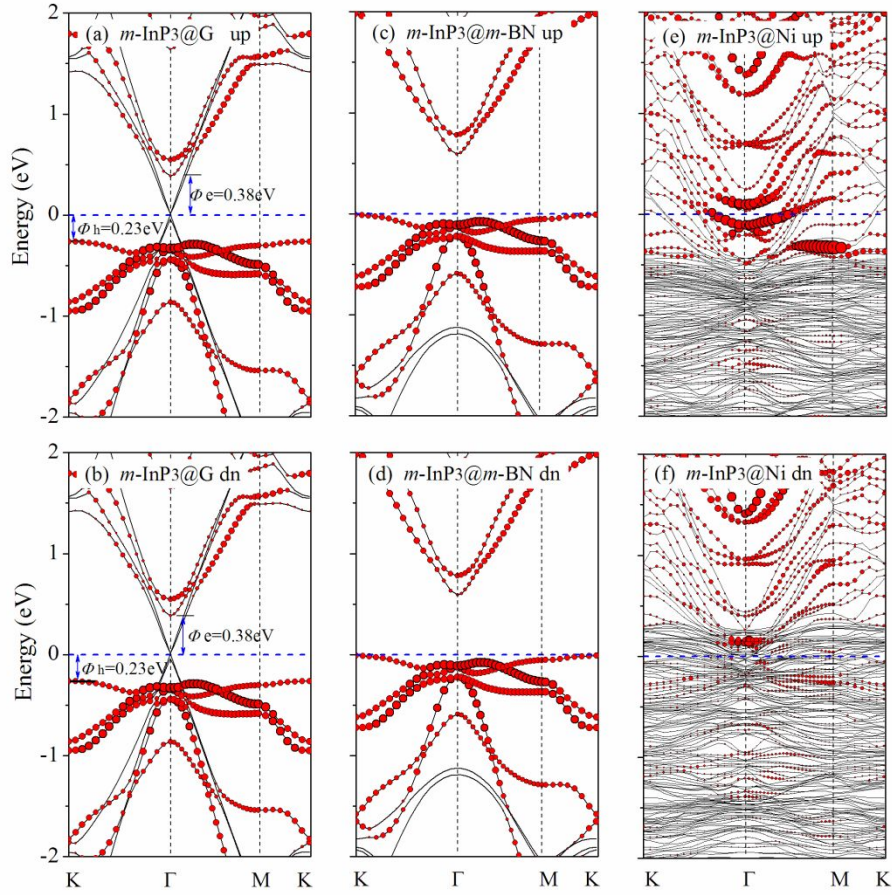 (a) m-InP3@G up
(c) m-InP3@m-BN up
(e) m-InP3@Ni up
2
1
0
-1
-2
Energy (eV)
Φe=0.38eV
Φh=0.23eV
(b) m-InP3@G dn
(d) m-InP3@m-BN dn
(f) m-InP3@Ni dn
2
1
0
-1
-2
Energy (eV)
Φe=0.38eV
Φh=0.23eV
K Γ M K
K Γ M K
K Γ M K